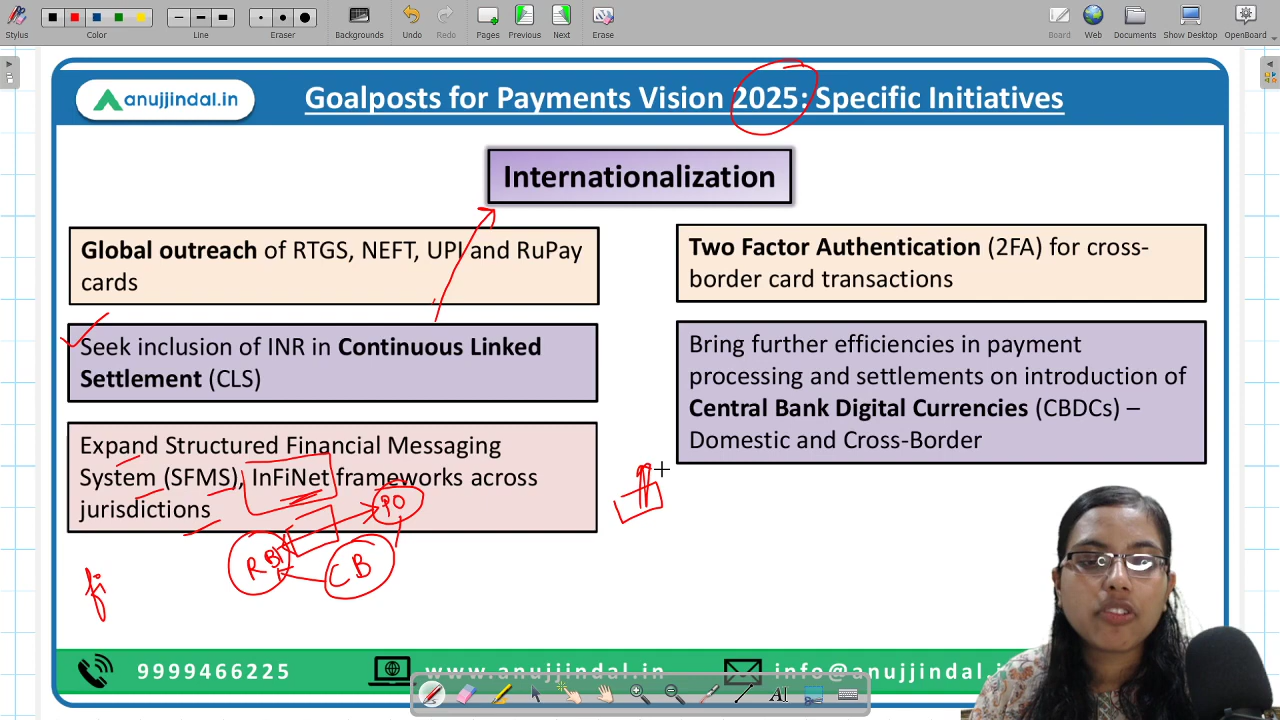 Stylus
Color
Line
Eraser
Backgrounds
Undo
Redo
Pages
Previous
Next
Erase
Board
Web
Documents
Show Desktop
OpenBoard
anujjindal.in
Goalposts for Payments Vision 2025: Specific Initiatives
Internationalization
Global outreach of RTGS, NEFT, UPI and RuPay
cards
Seek inclusion of INR in Continuous Linked
Settlement (CLS)
Expand Structured Financial Messaging
System (SFMS), InFiNet frameworks across
jurisdictions
Two Factor Authentication (2FA) for cross-
border card transactions
Bring further efficiencies in payment
processing and settlements on introduction of
Central Bank Digital Currencies (CBDCs) –
Domestic and Cross-Border
PO
RBI
CB
fi
9999466225
www.anujjindal.in
info@anujjindal.i
AI